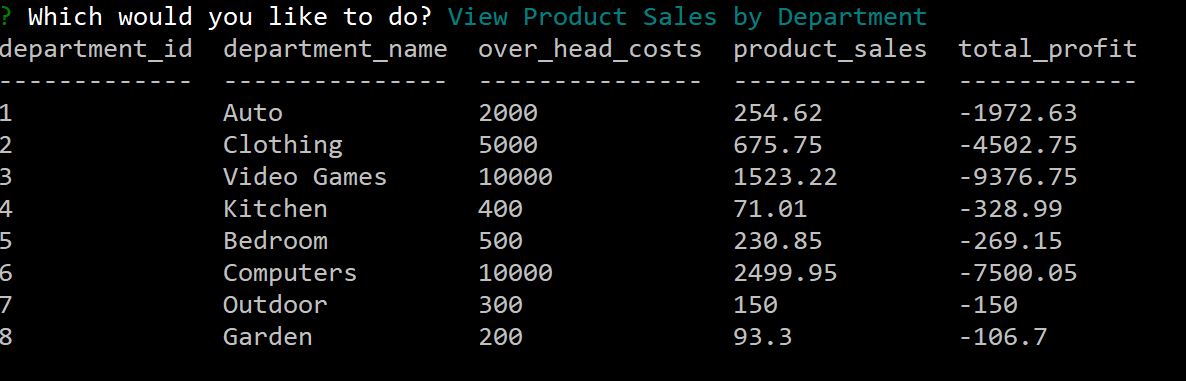 ? Which would you like to do? View Product Sales by Department
department_id  department_name  over_head_costs  product_sales  total_profit
-------------  ---------------  ---------------  -------------  ------------
1              Auto             2000             254.62         -1972.63
2              Clothing         5000             675.75         -4502.75
3              Video Games      10000            1523.22        -9376.75
4              Kitchen          400              71.01          -328.99
5              Bedroom          500              230.85         -269.15
6              Computers        10000            2499.95        -7500.05
7              Outdoor          300              150            -150
8              Garden           200              93.3           -106.7